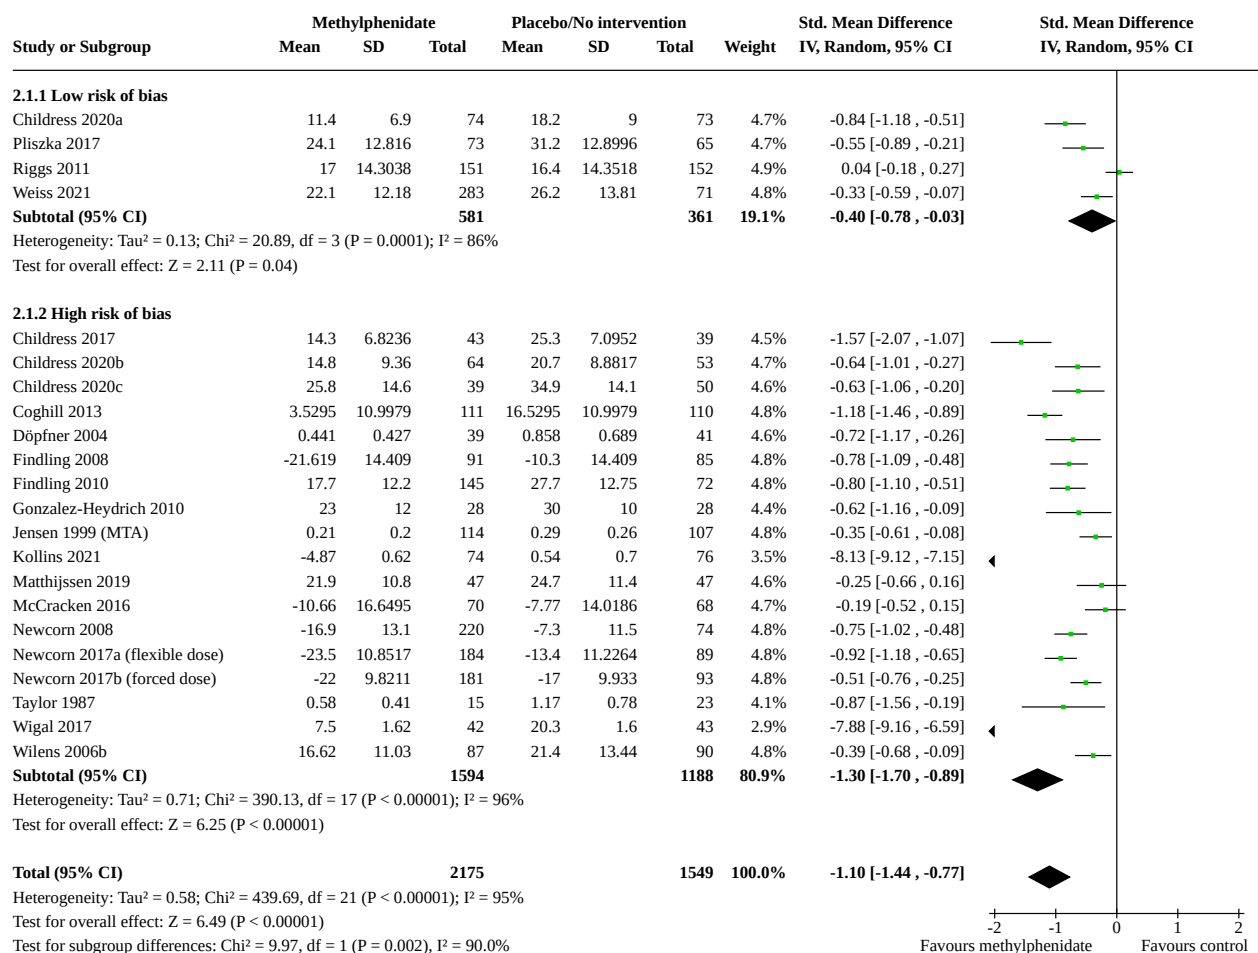 Methylphenidate Placebo/No intervention Std. Mean Difference Std. Mean Difference
Study or Subgroup Mean SD Total Mean SD Total Weight IV, Random, 95% CI IV, Random, 95% CI
2.1.1 Low risk of bias
Childress 2020a 11.4 6.9 74 18.2 9 73 4.7% -0.84 [-1.18 , -0.51]
Pliszka 2017 24.1 12.816 73 31.2 12.8996 65 4.7% -0.55 [-0.89 , -0.21]
Riggs 2011 17 14.3038 151 16.4 14.3518 152 4.9% 0.04 [-0.18 , 0.27]
Weiss 2021 22.1 12.18 283 26.2 13.81 71 4.8% -0.33 [-0.59 , -0.07]
Subtotal (95% CI) 581 361 19.1% -0.40 [-0.78 , -0.03]
Heterogeneity: Tau² = 0.13; Chi² = 20.89, df = 3 (P = 0.0001); I² = 86%
Test for overall effect: Z = 2.11 (P = 0.04)
2.1.2 High risk of bias
Childress 2017 14.3 6.8236 43 25.3 7.0952 39 4.5% -1.57 [-2.07 , -1.07]
Childress 2020b 14.8 9.36 64 20.7 8.8817 53 4.6% -0.64 [-1.01 , -0.27]
Childress 2020c 25.8 14.6 39 34.9 14.1 50 4.6% -0.63 [-1.06 , -0.20]
Coghill 2013 3.5295 10.9979 111 16.5295 10.9979 110 4.8% -1.18 [-1.46 , -0.89]
Döpfner 2004 0.441 0.427 39 0.858 0.689 41 4.6% -0.72 [-1.17 , -0.26]
Findling 2008 -21.619 14.409 91 -10.3 14.409 85 4.8% -0.78 [-1.09 , -0.48]
Findling 2010 17.7 12.2 145 27.7 12.75 72 4.8% -0.80 [-1.10 , -0.51]
Gonzalez-Heydrich 2010 23 12 28 30 10 28 4.4% -0.62 [-1.16 , -0.09]
Jensen 1999 (MTA) 0.21 0.2 114 0.29 0.26 107 4.8% -0.35 [-0.61 , -0.08]
Kollins 2021 -4.87 0.62 74 0.54 0.7 76 3.5% -8.13 [-9.12 , -7.15]
Matthijssen 2019 21.9 10.8 47 24.7 11.4 47 4.6% -0.25 [-0.66 , 0.16]
McCracken 2016 -10.66 16.6495 70 -7.77 14.0186 68 4.7% -0.19 [-0.52 , 0.15]
Newcorn 2008 -16.9 13.1 220 -7.3 11.5 74 4.8% -0.75 [-1.02 , -0.48]
Newcorn 2017a (flexible dose) -23.5 10.8517 184 -13.4 11.2264 89 4.8% -0.92 [-1.18 , -0.65]
Newcorn 2017b (forced dose) -22 9.8211 181 -17 9.933 93 4.8% -0.51 [-0.76 , -0.25]
Taylor 1987 0.58 0.41 15 1.17 0.78 23 4.1% -0.87 [-1.56 , -0.19]
Wigal 2017 7.5 1.62 42 20.3 1.6 43 2.9% -7.88 [-9.16 , -6.59]
Wilens 2006b 16.62 11.03 87 21.4 13.44 90 4.8% -0.39 [-0.68 , -0.09]
Subtotal (95% CI) 1594 1188 80.9% -1.30 [-1.70 , -0.89]
Heterogeneity: Tau² = 0.71; Chi² = 390.13, df = 17 (P < 0.00001); I² = 96%
Test for overall effect: Z = 6.25 (P < 0.00001)
Total (95% CI) 2175 1549 100.0% -1.10 [-1.44 , -0.77]
Heterogeneity: Tau² = 0.58; Chi² = 439.69, df = 21 (P < 0.00001); I² = 95%
Test for overall effect: Z = 6.49 (P < 0.00001)
-2 -1 0 1 2
Test for subgroup differences: Chi² = 9.97, df = 1 (P = 0.002), I² = 90.0% Favours methylphenidate Favours control